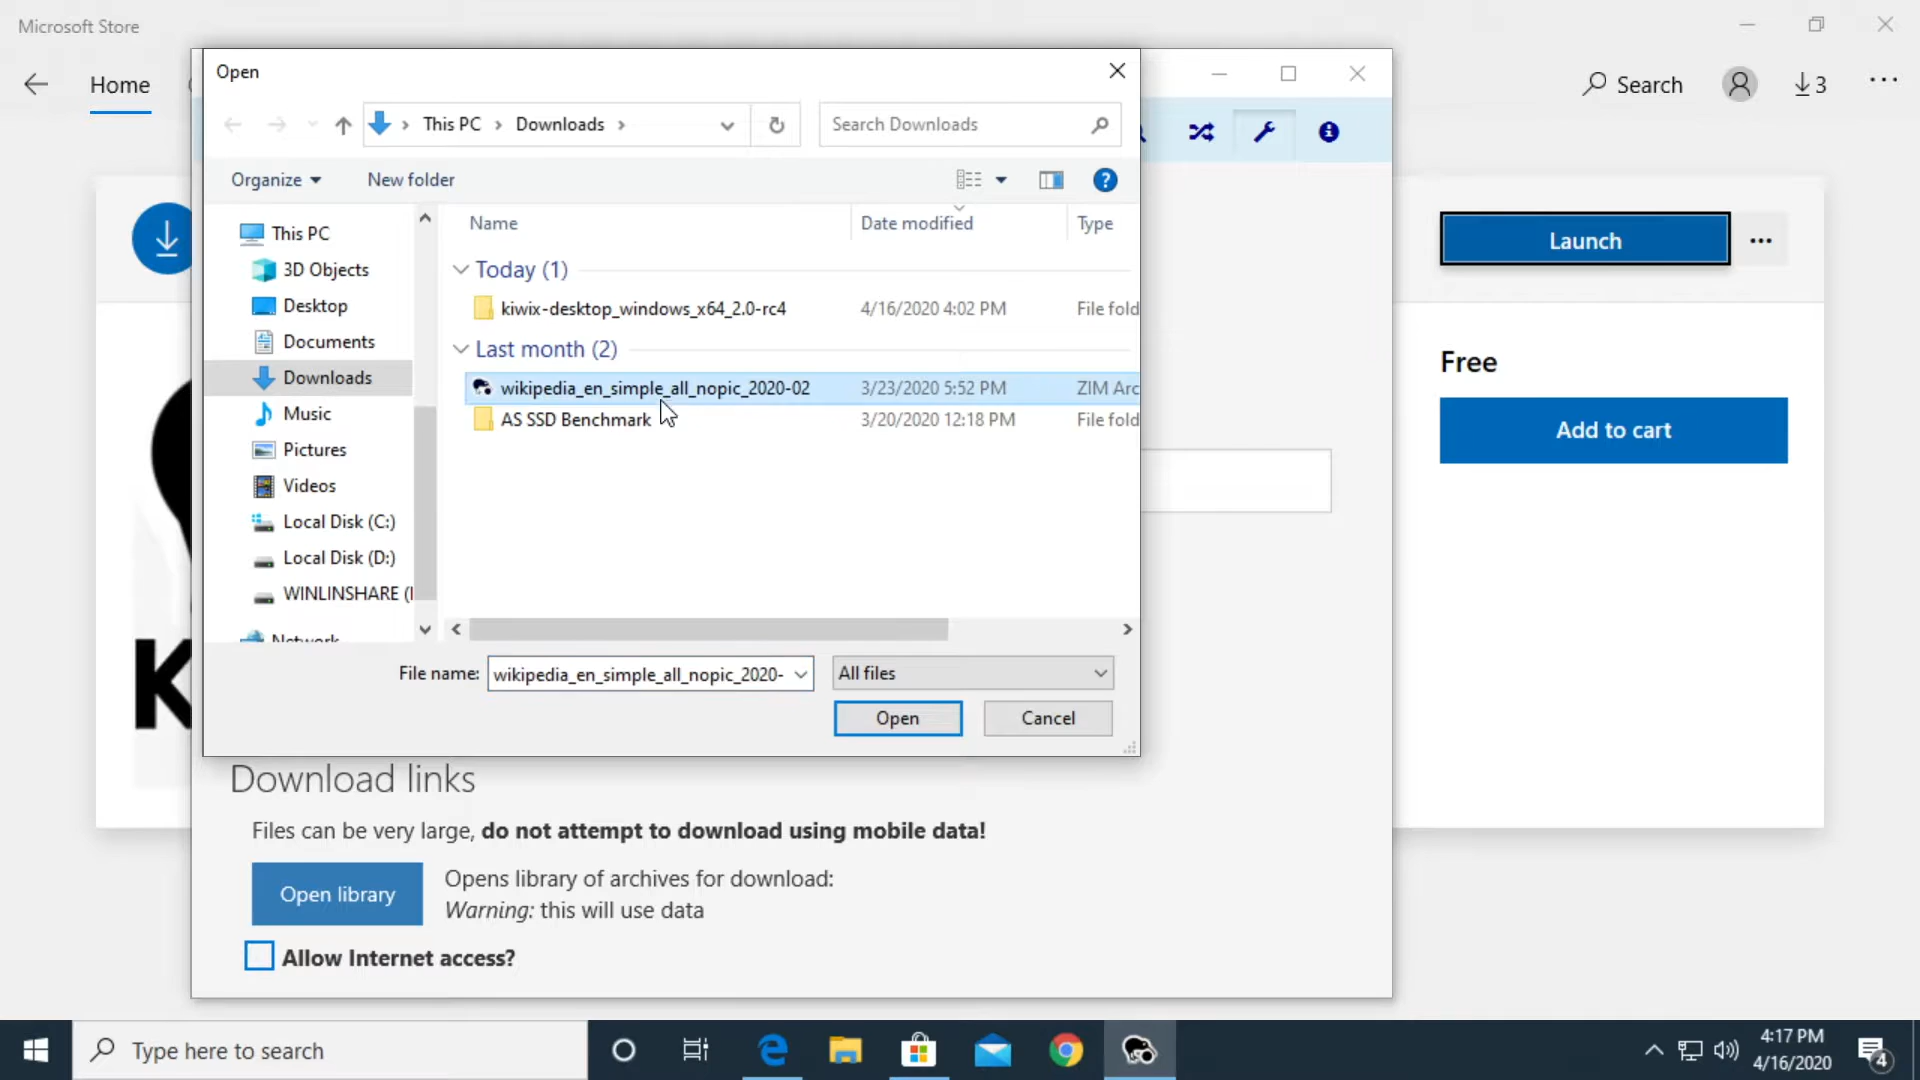 Microsoft Store
Home
Search
3
Open
This PC
Downloads
Search Downloads
Organize
New folder
Name
Date modified
Type
This PC
3D Objects
Desktop
Documents
Downloads
Music
Pictures
Videos
Local Disk (C:)
Local Disk (D:)
WINLINSHARE (
Network
Today (1)
kiwix-desktop_windows_x64_2.0-rc4 4/16/2020 4:02 PM File fold
Last month (2)
wikipedia_en_simple_all_nopic_2020-02 3/23/2020 5:52 PM ZIM Arc
AS SSD Benchmark 3/20/2020 12:18 PM File fold
File name: wikipedia_en_simple_all_nopic_2020-
All files
Open
Cancel
Launch
Free
Add to cart
K
Download links
Files can be very large, do not attempt to download using mobile data!
Open library
Opens library of archives for download:
Warning: this will use data
Allow Internet access?
Type here to search
4:17 PM
4/16/2020
4